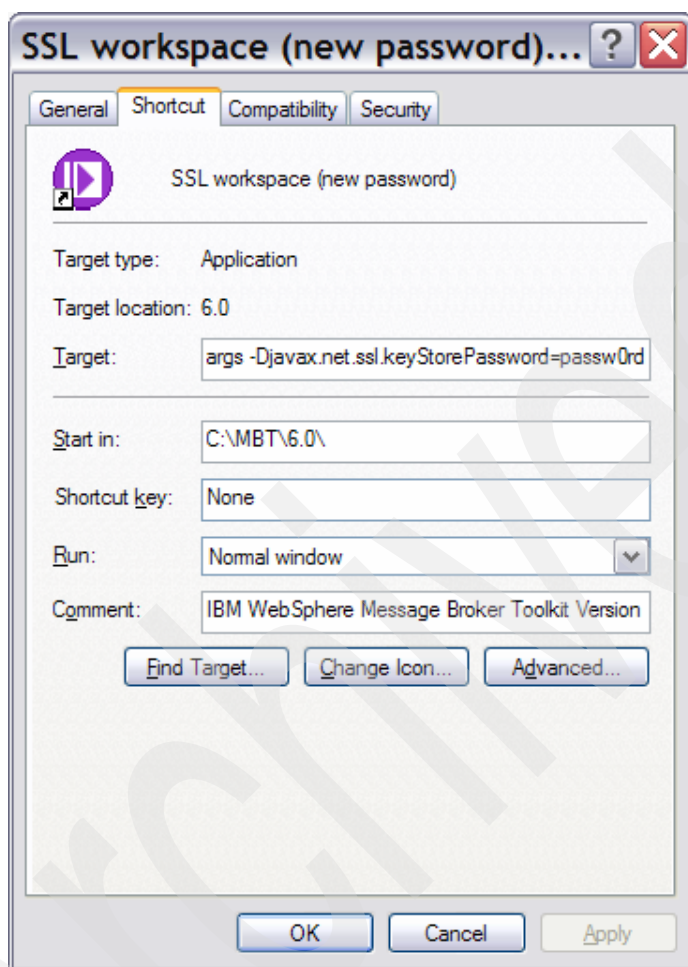 SSL workspace (new password)...
General Shortcut Compatibility Security
SSL workspace (new password)
Target type: Application
Target location: 6.0
Target: args -Djavax.net.ssl.keyStorePassword=passw0rd
Start in: C:\MBT\6.0\
Shortcut key: None
Run: Normal window
Comment: IBM WebSphere Message Broker Toolkit Version
Find Target... Change Icon... Advanced...
OK Cancel Apply